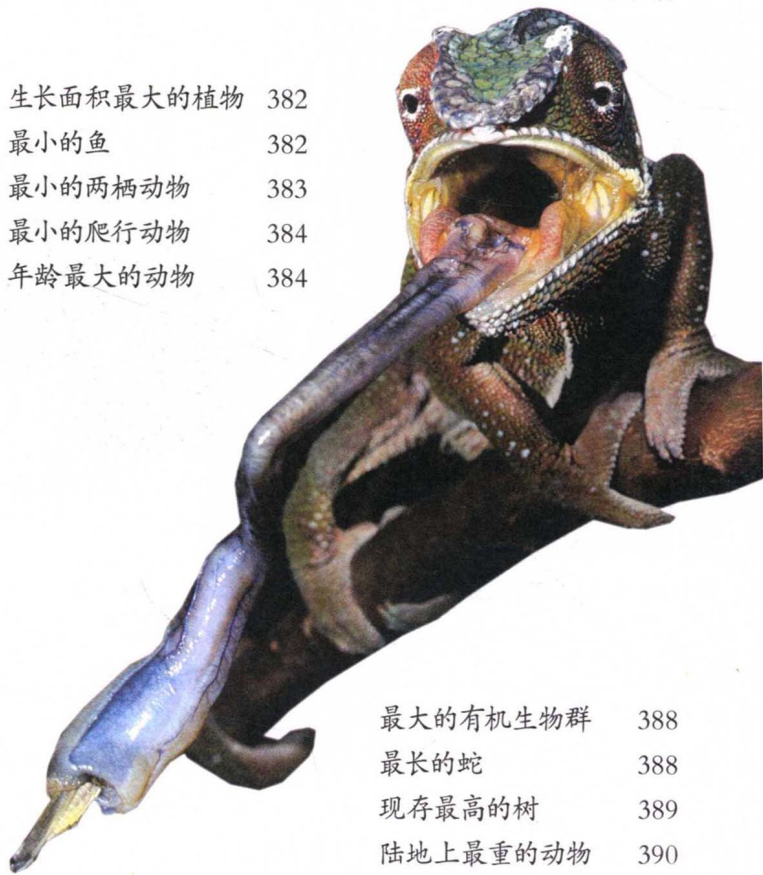 生长面积最大的植物 382
最小的鱼 382
最小的两栖动物 383
最小的爬行动物 384
年龄最大的动物 384
最大的有机生物群 388
最长的蛇 388
现存最高的树 389
陆地上最重的动物 390